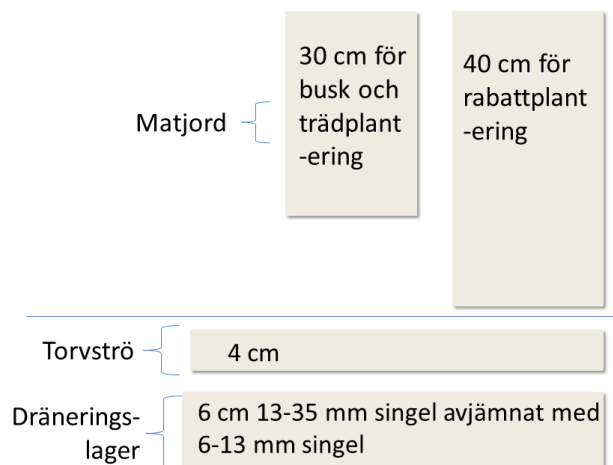 Matjord
30 cm för
busk och
trädplant
-ering
40 cm för
rabattplant
-ering
Torvströ
4 cm
Dränerings-
lager
6 cm 13-35 mm singel avjämnat med
6-13 mm singel